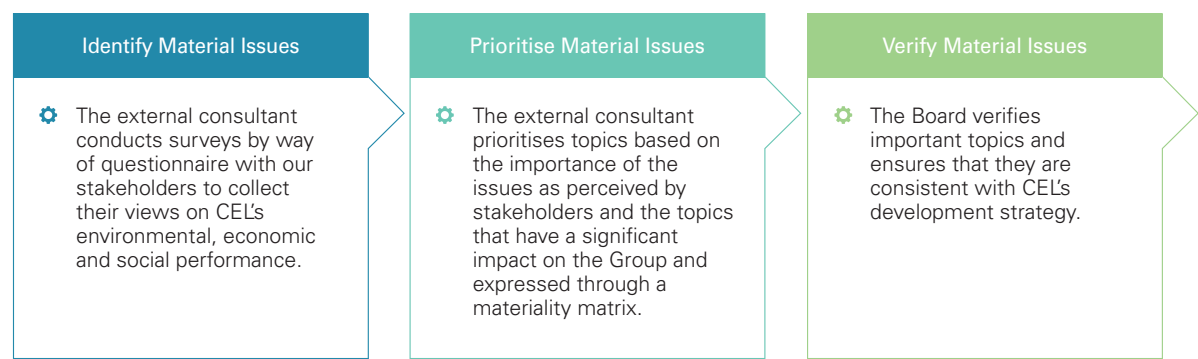 Identify Material Issues
The external consultant
conducts surveys by way
of questionnaire with our
stakeholders to collect
their views on CEL's
environmental, economic
and social performance.
Prioritise Material Issues
The external consultant
prioritises topics based on
the importance of the
issues as perceived by
stakeholders and the topics
that have a significant
impact on the Group and
expressed through a
materiality matrix.
Verify Material Issues
The Board verifies
important topics and
ensures that they are
consistent with CEL's
development strategy.